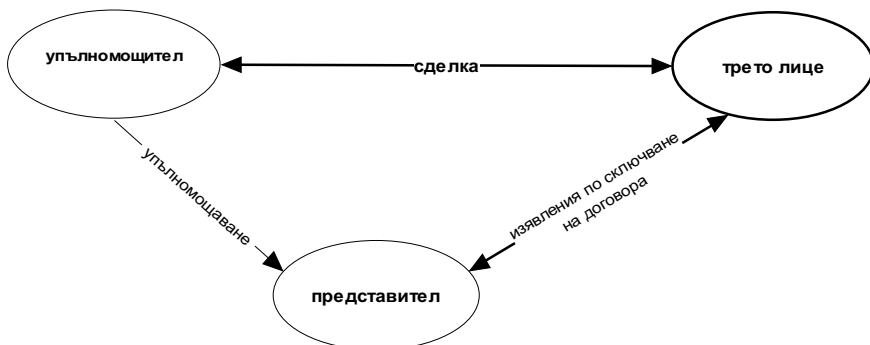 упълномощител
сделка
трето лице
упълномощаване
изявления по сключване
на договора
представител